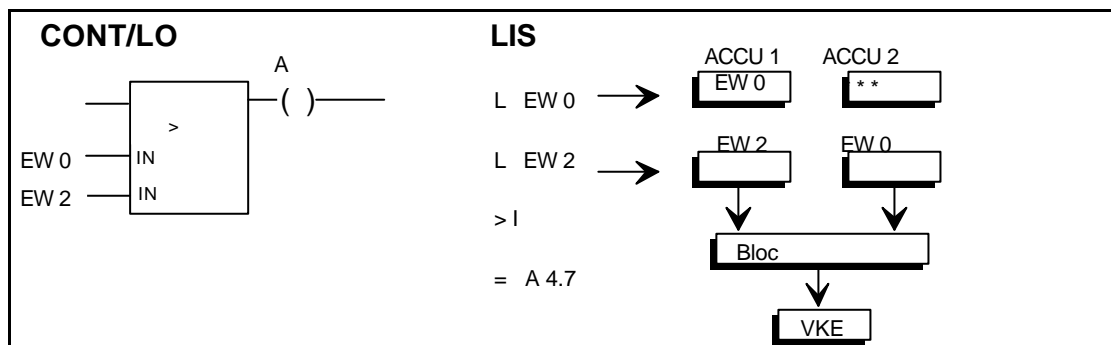 CONT/LO
A
( )
>
EW 0 IN
EW 2 IN
LIS
ACCU 1 ACCU 2
L EW 0 EW 0 * *
L EW 2 EW 2 EW 0
> I
Bloc
= A 4.7
VKE